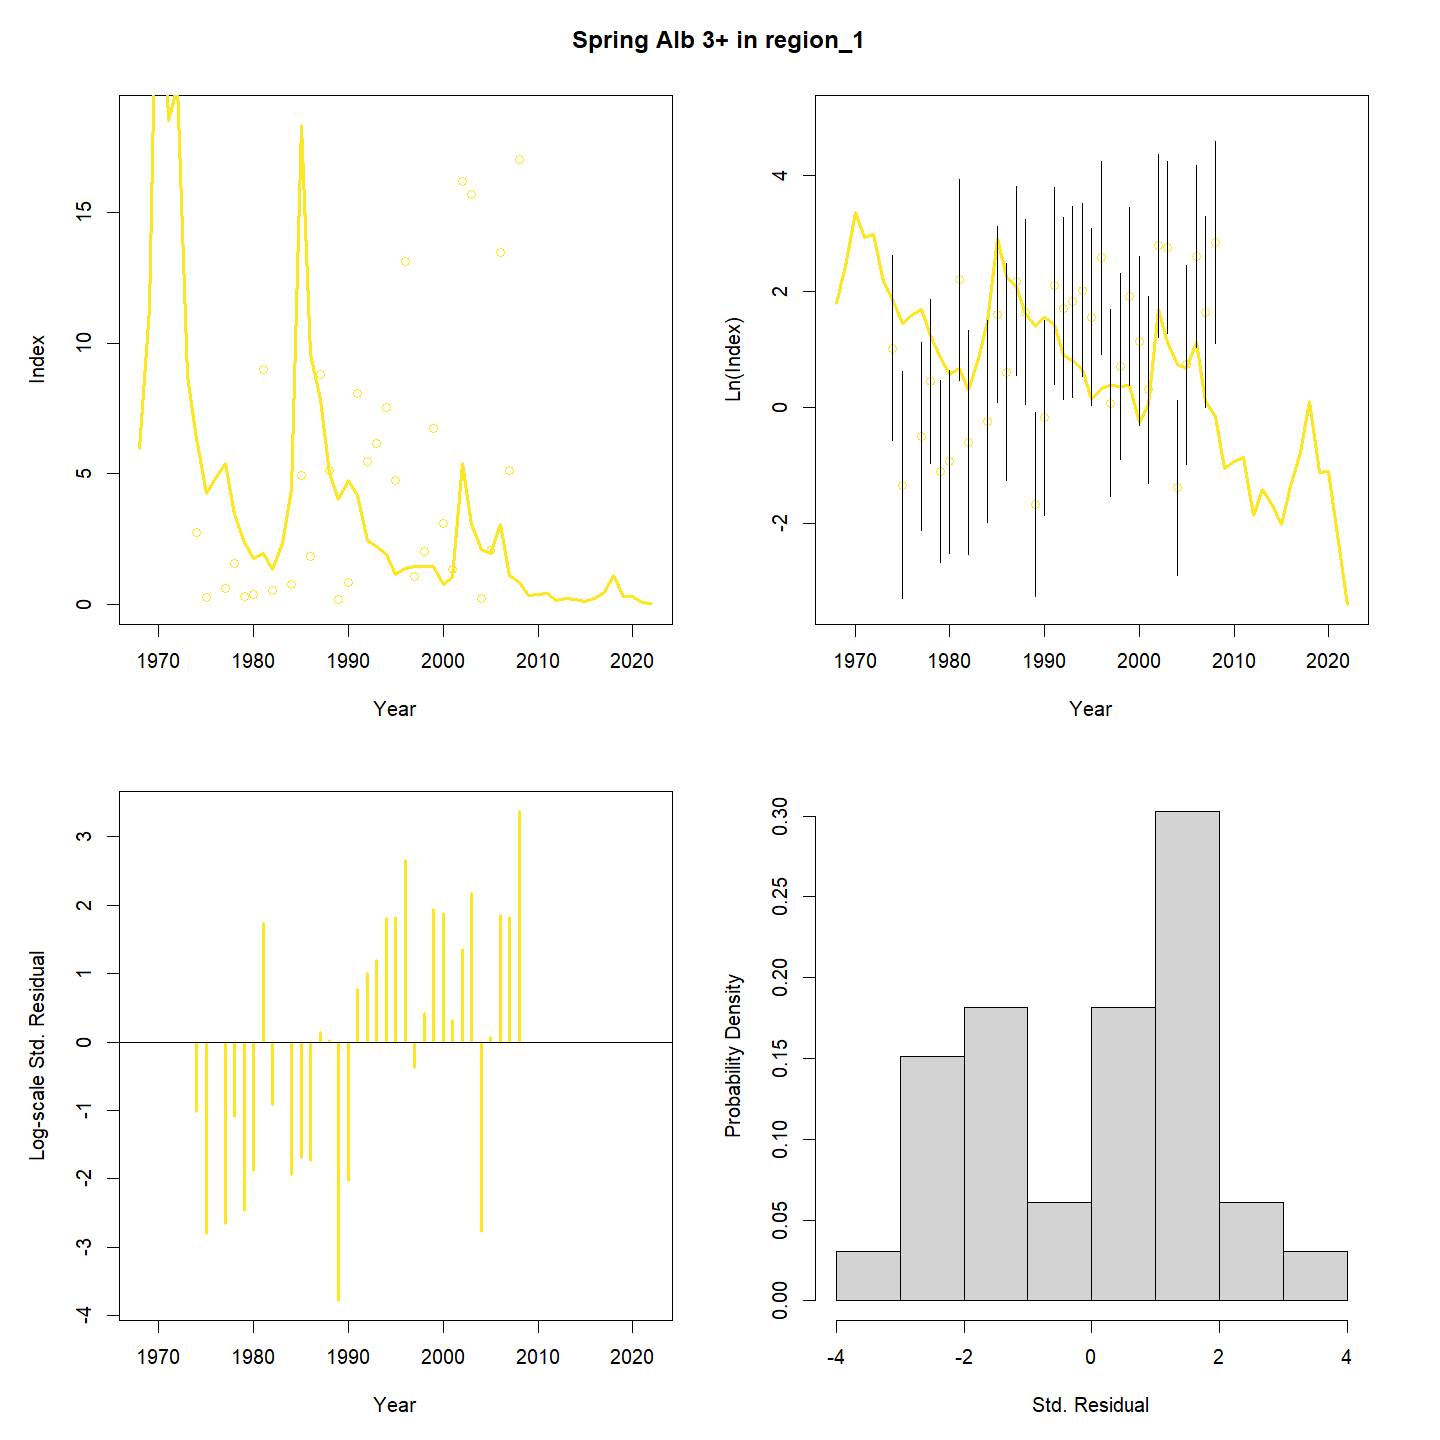 Spring Alb 3+ in region_1
Index
0 5 10 15
1970 1980 1990 2000 2010 2020
Year
Ln(Index)
-2 0 2 4
1970 1980 1990 2000 2010 2020
Year
Log-scale Std. Residual
-4 -3 -2 -1 0 1 2 3
1970 1980 1990 2000 2010 2020
Year
Probability Density
0.00 0.05 0.10 0.15 0.20 0.25 0.30
-4 -2 0 2 4
Std. Residual